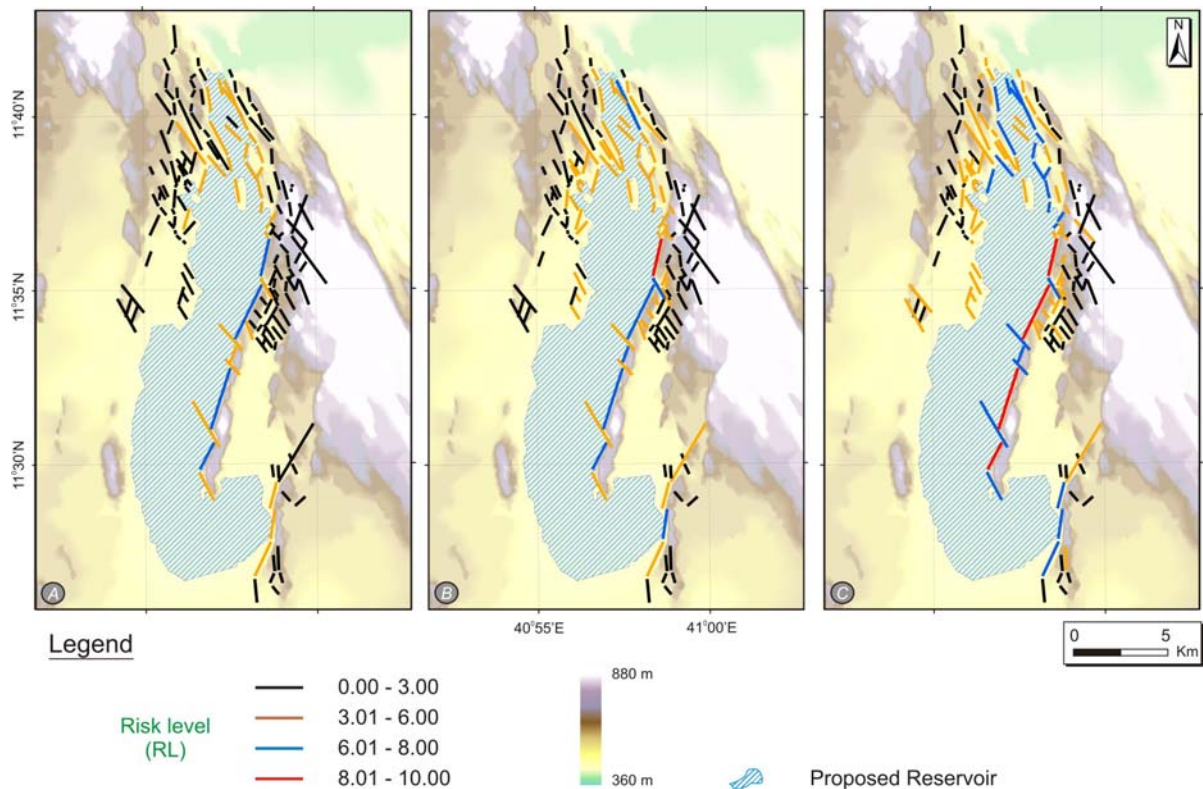 N
11°40'N
11°35'N
11°30'N
A
B
C
40°55'E
41°00'E
0 5
Km
Legend
Risk level
(RL)
0.00 - 3.00
3.01 - 6.00
6.01 - 8.00
8.01 - 10.00
880 m
360 m
Proposed Reservoir